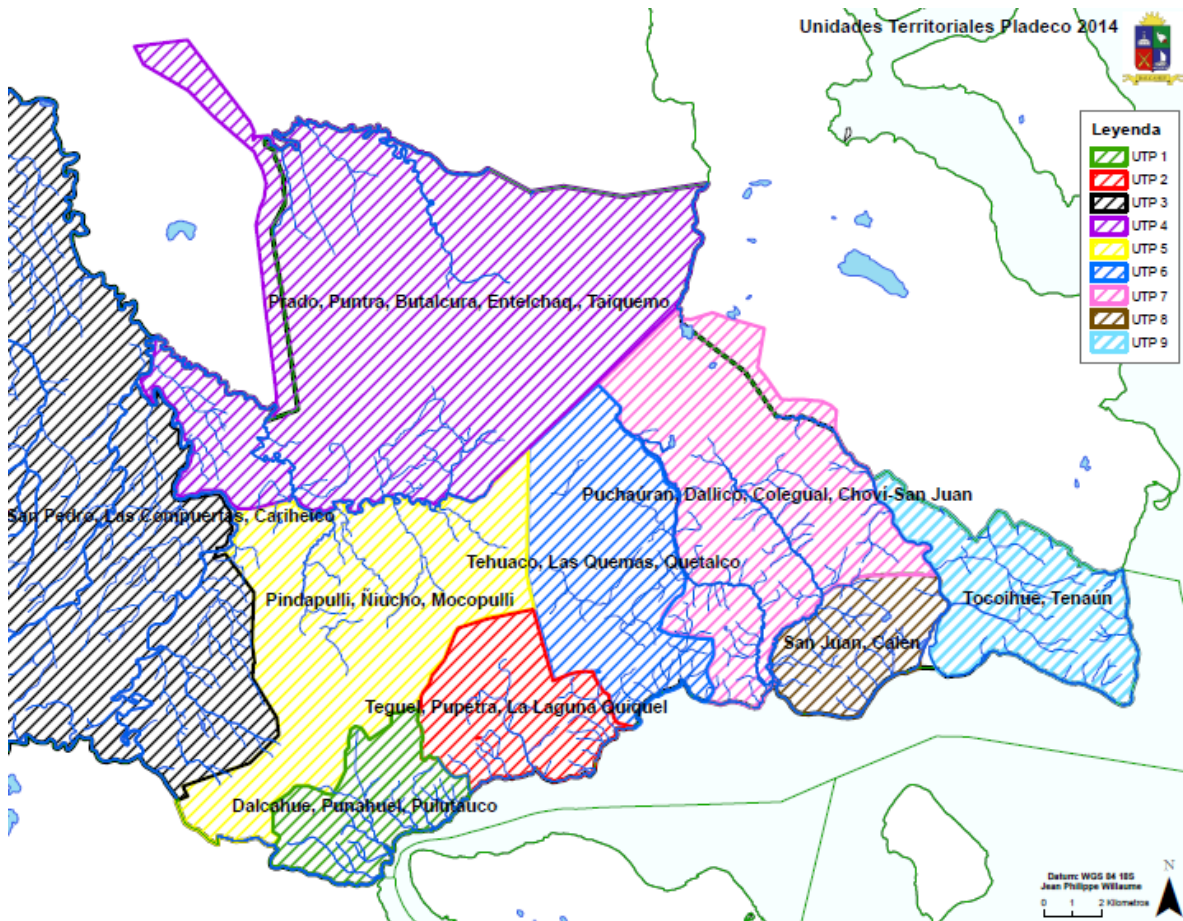 Unidades Territoriales Pladeco 2014
Leyenda
UTP 1
UTP 2
UTP 3
UTP 4
UTP 5
UTP 6
UTP 7
UTP 8
UTP 9
Prado, Puntra, Butalcura, Entelchaq., Taiquemo
Puchauran, Dallico, Colegual, Chovi-San Juan
San Pedro, Las Compuertas, Cariheico
Tehuaco, Las Quemas, Quetalco
Pindapulli, Ñiucho, Mocopulli
Tocoihue, Tenaún
San Juan, Calen
Teguel, Pupetra, La Laguna Quiquel
Dalcahue, Punahuel, Pulutauco
N
Datum: WGS 84 18S
Jean Philippe Willaume
0 1 2 Kilometros